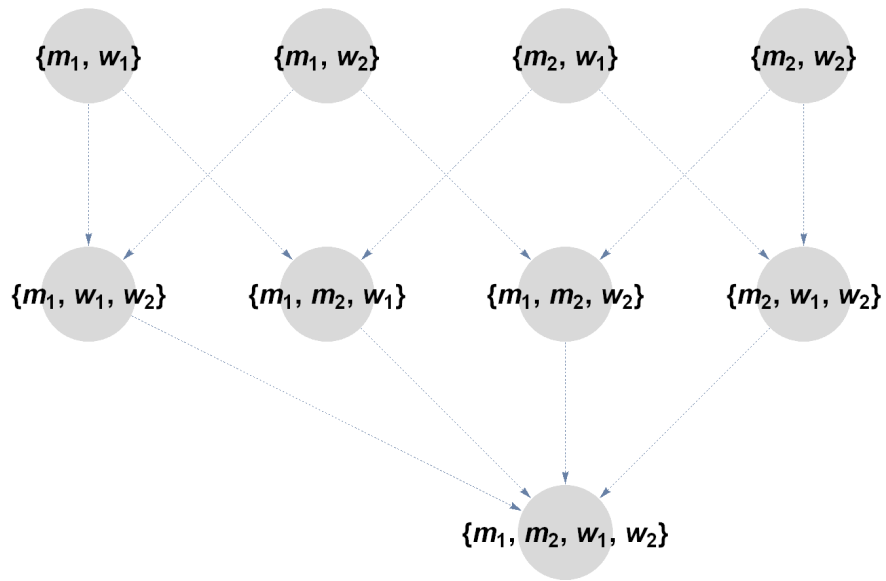 {m₁, w₁} {m₁, w₂} {m₂, w₁} {m₂, w₂}
{m₁, w₁, w₂} {m₁, m₂, w₁} {m₁, m₂, w₂} {m₂, w₁, w₂}
{m₁, m₂, w₁, w₂}